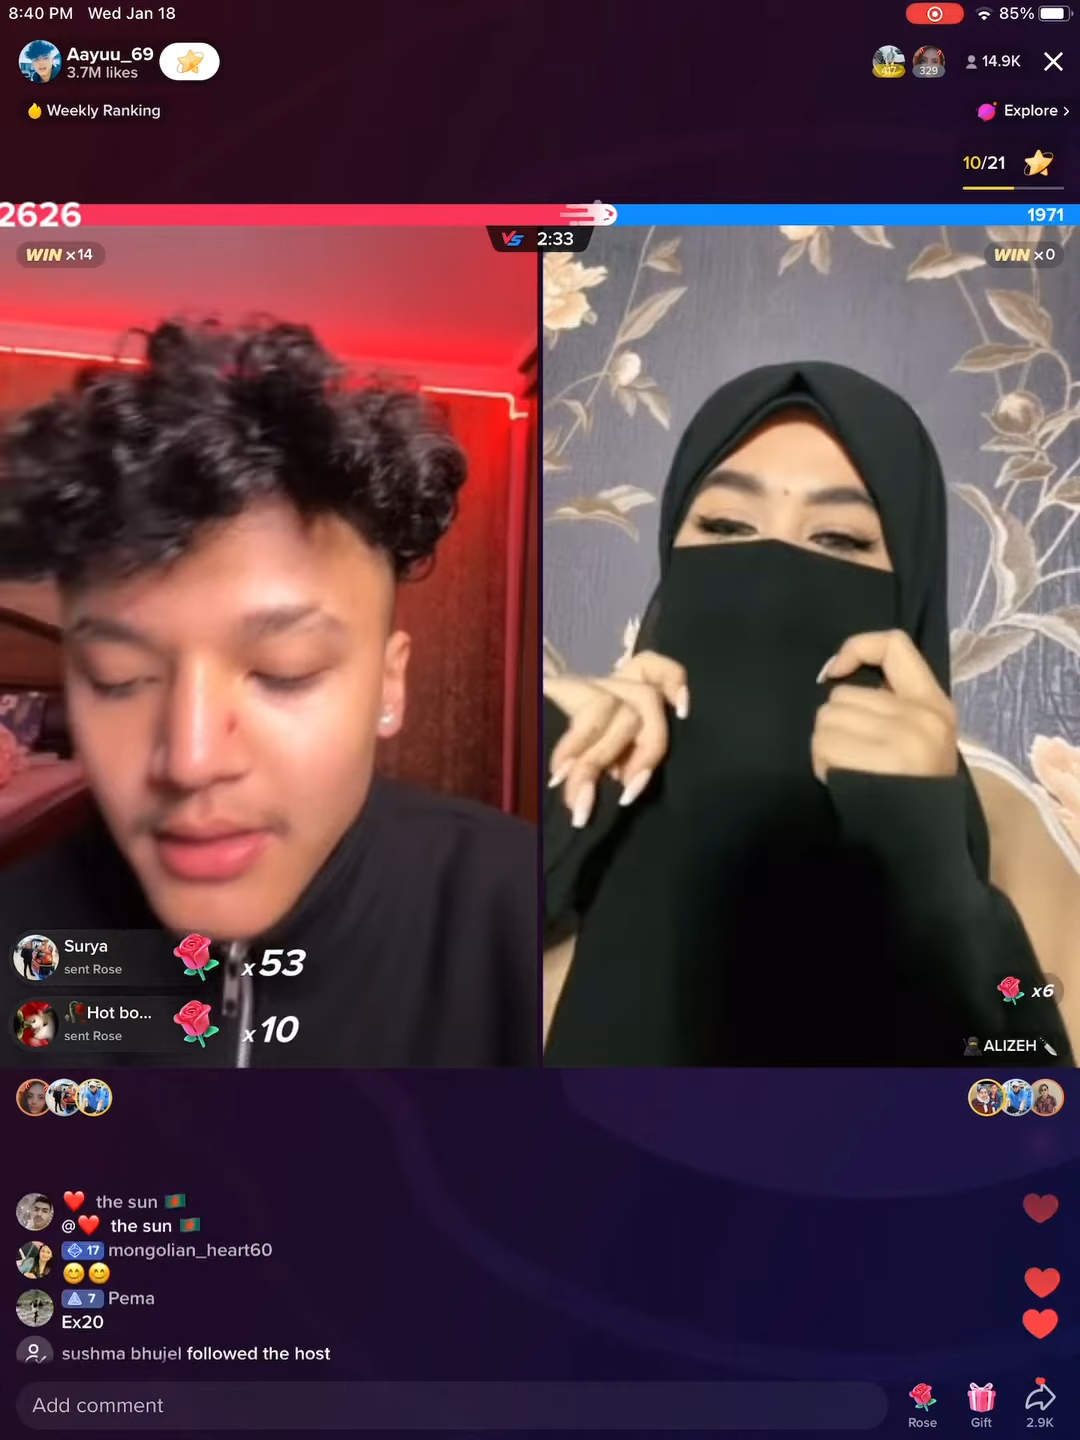 8:40 PM Wed Jan 18
85%
Aayuu_69
3.7M likes
417
329
14.9K
Weekly Ranking
Explore >
10/21
2626
1971
WIN x14
VS 2:33
WIN x0
Surya
sent Rose
x53
Hot bo...
sent Rose
x10
x6
ALIZEH
the sun
@❤️ the sun
17 mongolian_heart60
7 Pema
Ex20
sushma bhujel followed the host
Add comment
Rose
Gift
2.9K